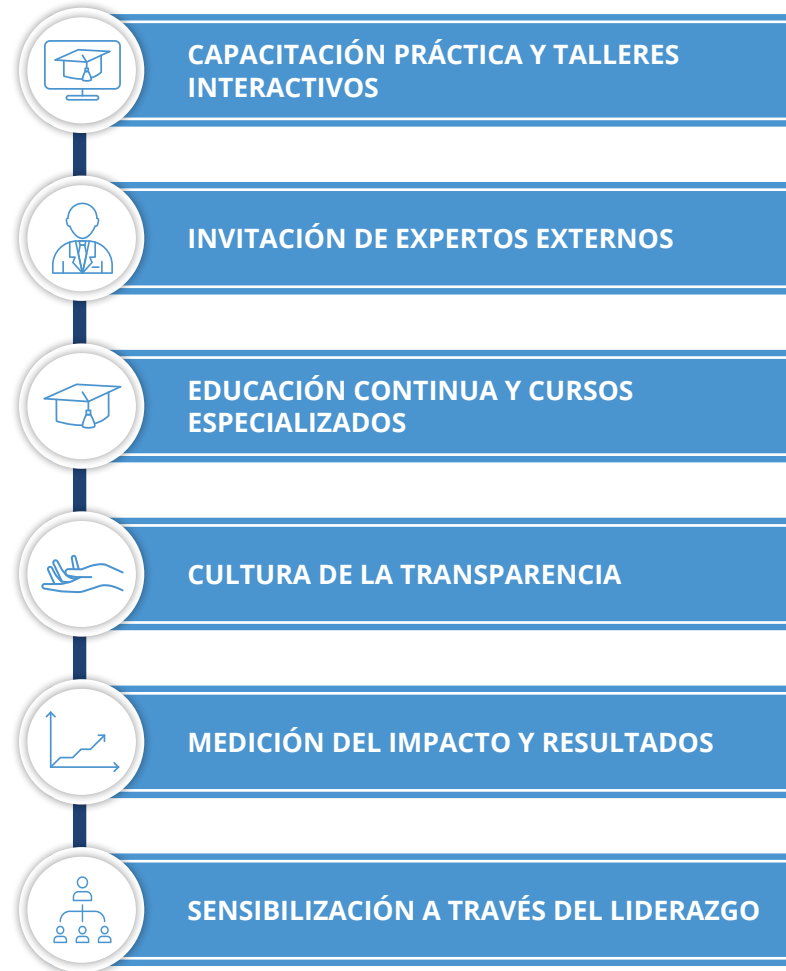 CAPACITACIÓN PRÁCTICA Y TALLERES
INTERACTIVOS
INVITACIÓN DE EXPERTOS EXTERNOS
EDUCACIÓN CONTINUA Y CURSOS
ESPECIALIZADOS
CULTURA DE LA TRANSPARENCIA
MEDICIÓN DEL IMPACTO Y RESULTADOS
SENSIBILIZACIÓN A TRAVÉS DEL LIDERAZGO